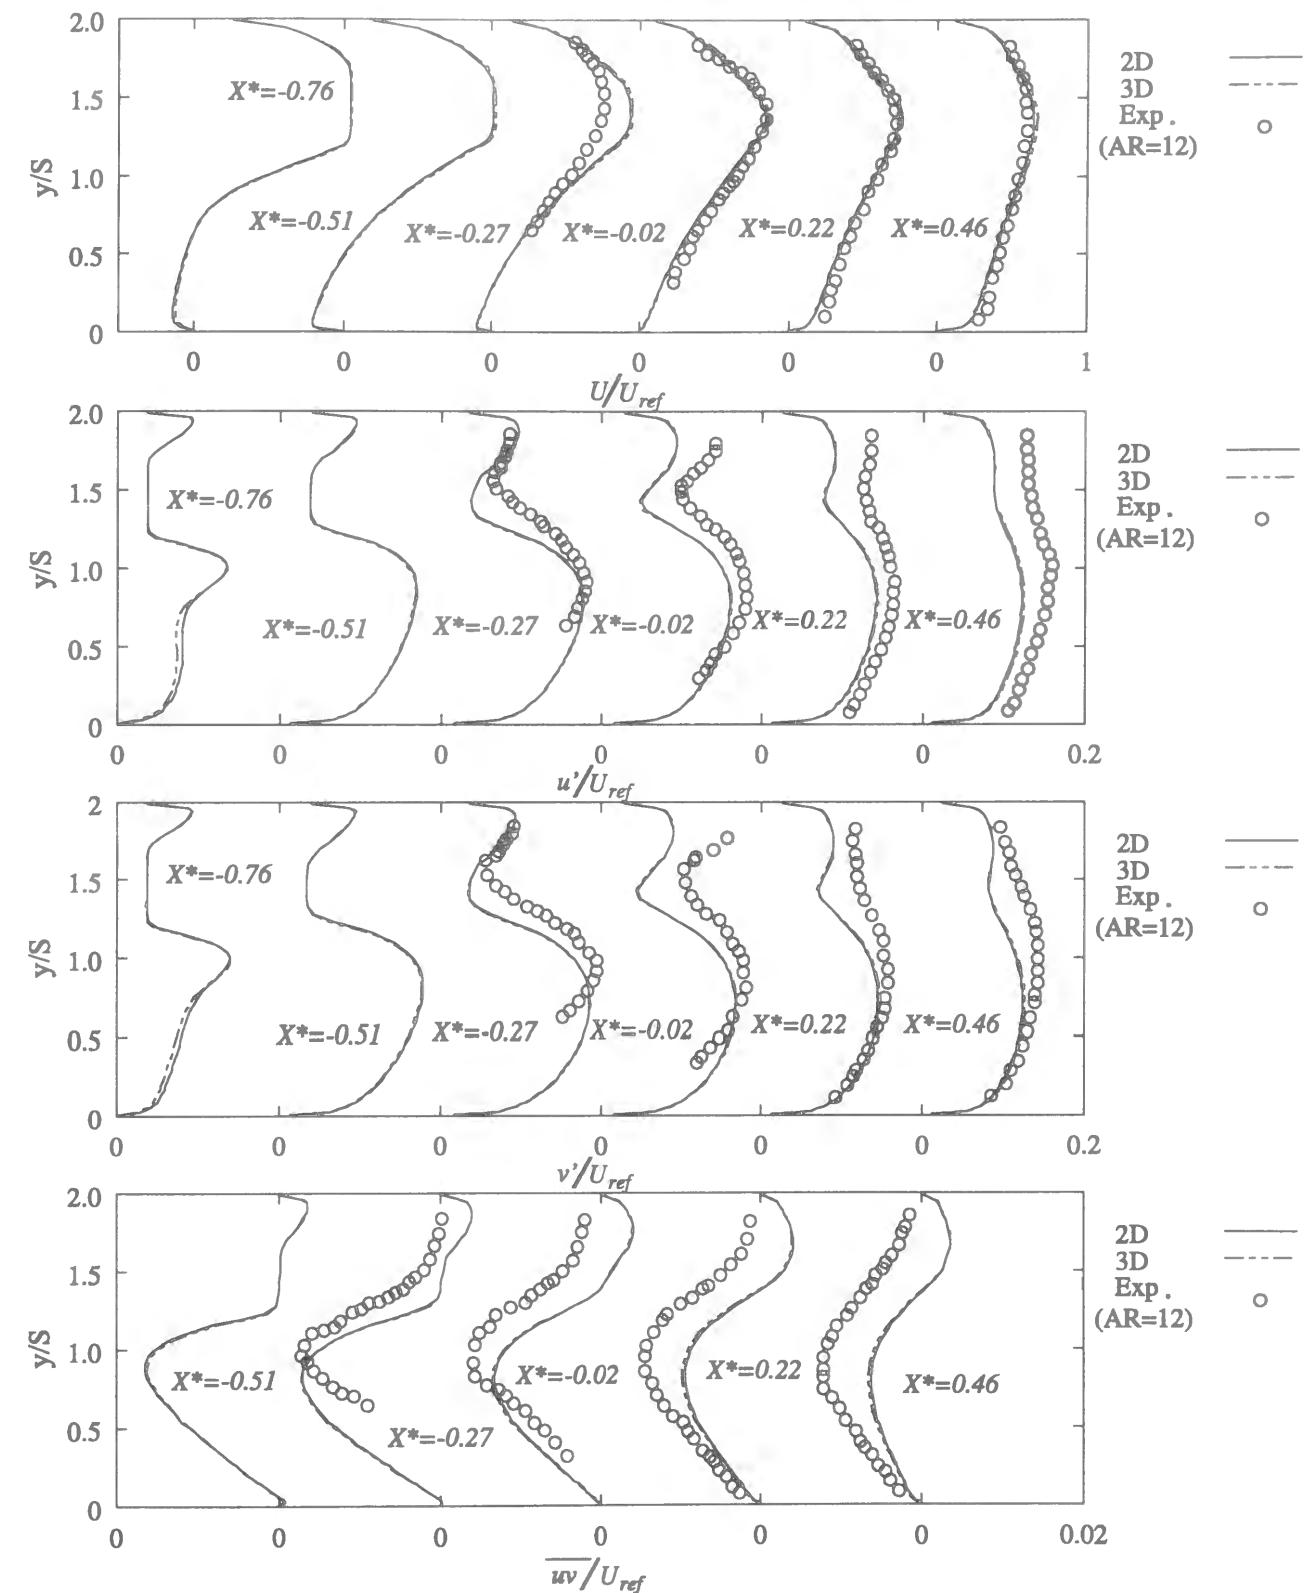 2.0
1.5
1.0
0.5
0
y/S
X*=-0.76
X*=-0.51
X*=-0.27
X*=-0.02
X*=0.22
X*=0.46
2D
3D
Exp.
(AR=12)
0 0 0 0 0 0 1
U/U_ref
2.0
1.5
1.0
0.5
0
y/S
X*=-0.76
X*=-0.51
X*=-0.27
X*=-0.02
X*=0.22
X*=0.46
2D
3D
Exp.
(AR=12)
0 0 0 0 0 0 0.2
u'/U_ref
2
1.5
1.0
0.5
0
y/S
X*=-0.76
X*=-0.51
X*=-0.27
X*=-0.02
X*=0.22
X*=0.46
2D
3D
Exp.
(AR=12)
0 0 0 0 0 0 0.2
v'/U_ref
2.0
1.5
1.0
0.5
0
y/S
X*=-0.51
X*=-0.27
X*=-0.02
X*=0.22
X*=0.46
2D
3D
Exp.
(AR=12)
0 0 0 0 0 0 0.02
u̅v̅/U_ref